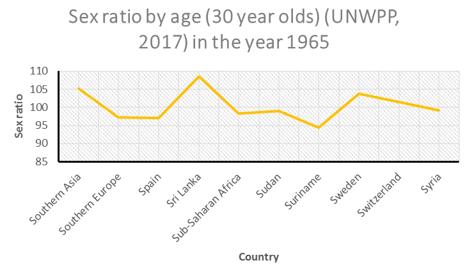 Sex ratio by age (30 year olds) (UNWPP,
2017) in the year 1965
110
105
100
95
90
85
Sex ratio
Southern Asia
Southern Europe
Spain
Sri Lanka
Sub-Saharan Africa
Sudan
Suriname
Sweden
Switzerland
Syria
Country